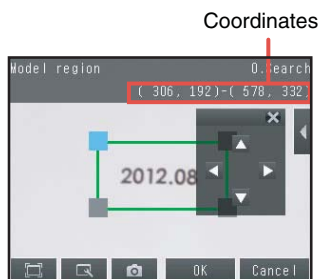 Coordinates
Model region
0.Search
( 306, 192)-( 578, 332)
2012.08
OK
Cancel